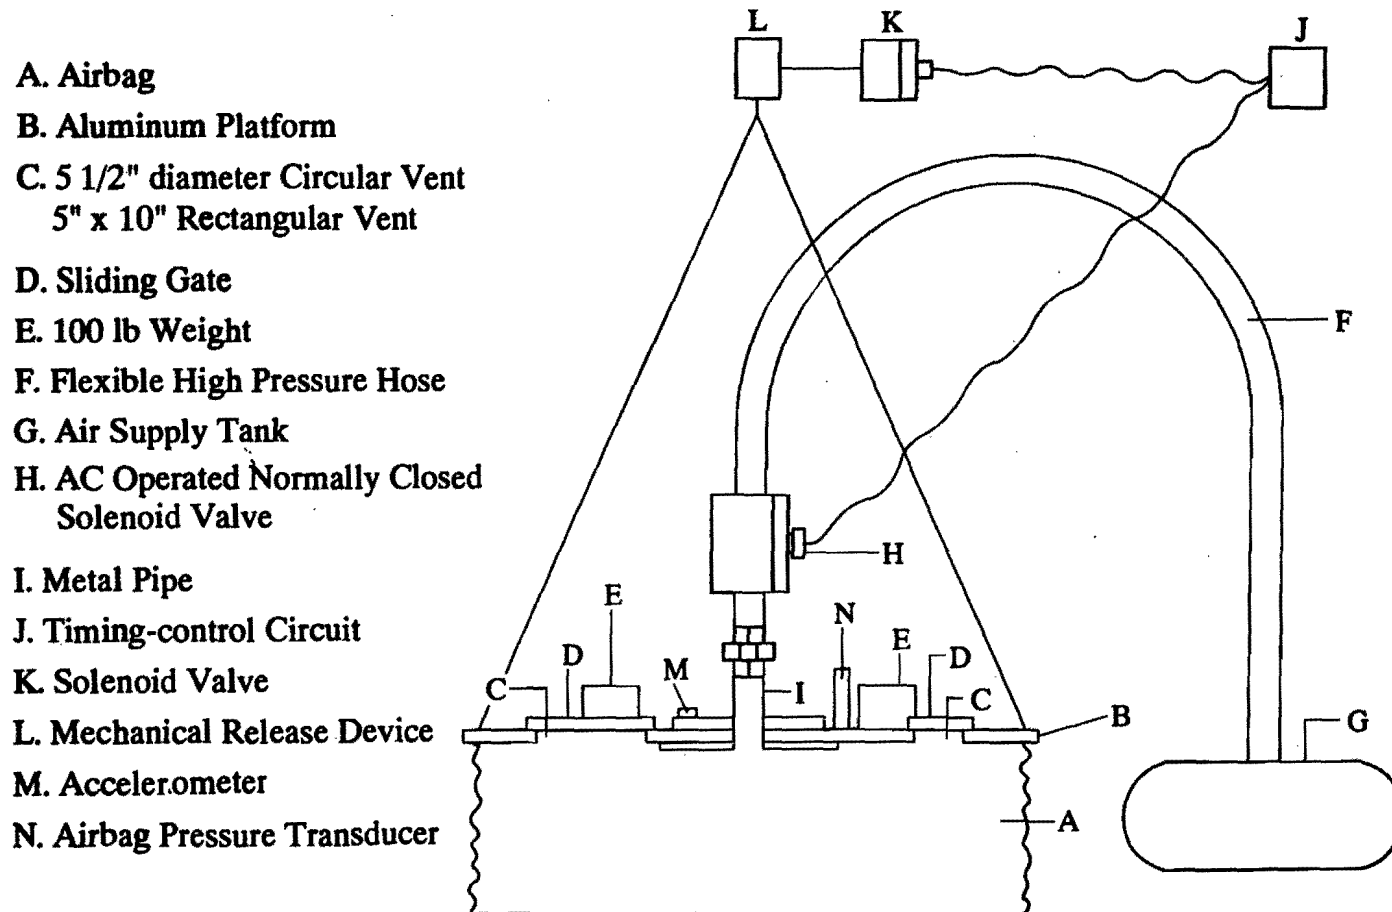 A. Airbag
B. Aluminum Platform
C. 5 1/2" diameter Circular Vent
5" x 10" Rectangular Vent
D. Sliding Gate
E. 100 lb Weight
F. Flexible High Pressure Hose
G. Air Supply Tank
H. AC Operated Normally Closed
Solenoid Valve
I. Metal Pipe
J. Timing-control Circuit
K. Solenoid Valve
L. Mechanical Release Device
M. Accelerometer
N. Airbag Pressure Transducer
L
K
J
F
H
E
N
E
D
M
D
C
I
C
B
G
A